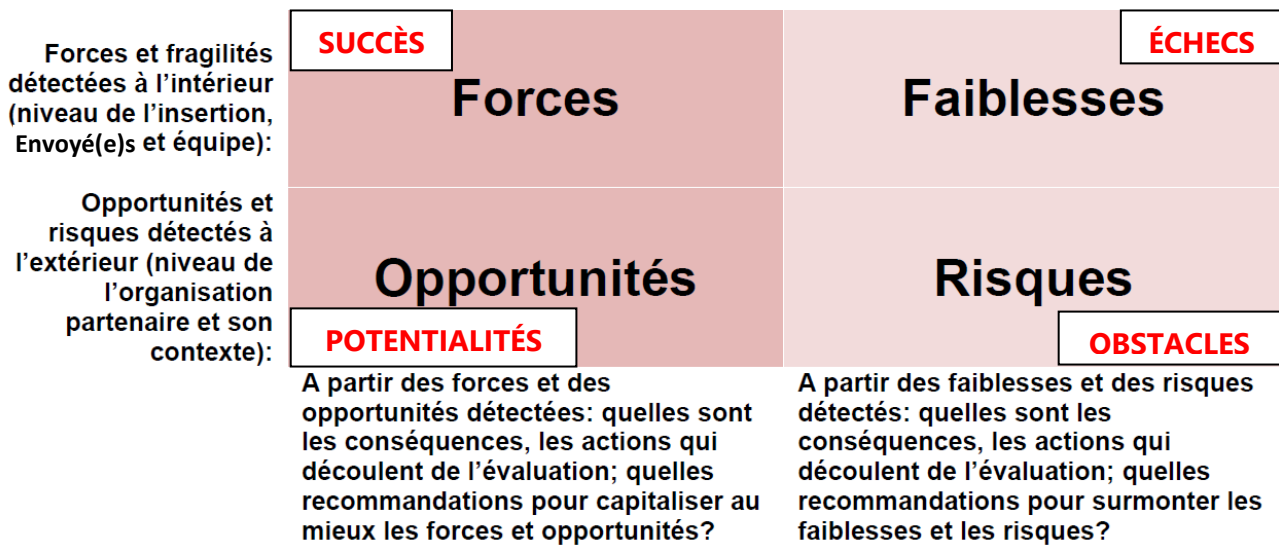 Forces et fragilités
détectées à l'intérieur
(niveau de l'insertion,
Envoyé(e)s et équipe):
SUCCÈS
Forces
ÉCHECS
Faiblesses
Opportunités et
risques détectés à
l'extérieur (niveau de
l'organisation
partenaire et son
contexte):
Opportunités
POTENTIALITÉS
Risques
OBSTACLES
A partir des forces et des
opportunités détectées: quelles sont
les conséquences, les actions qui
découlent de l'évaluation; quelles
recommandations pour capitaliser au
mieux les forces et opportunités?
A partir des faiblesses et des risques
détectés: quelles sont les
conséquences, les actions qui
découlent de l'évaluation; quelles
recommandations pour surmonter les
faiblesses et les risques?